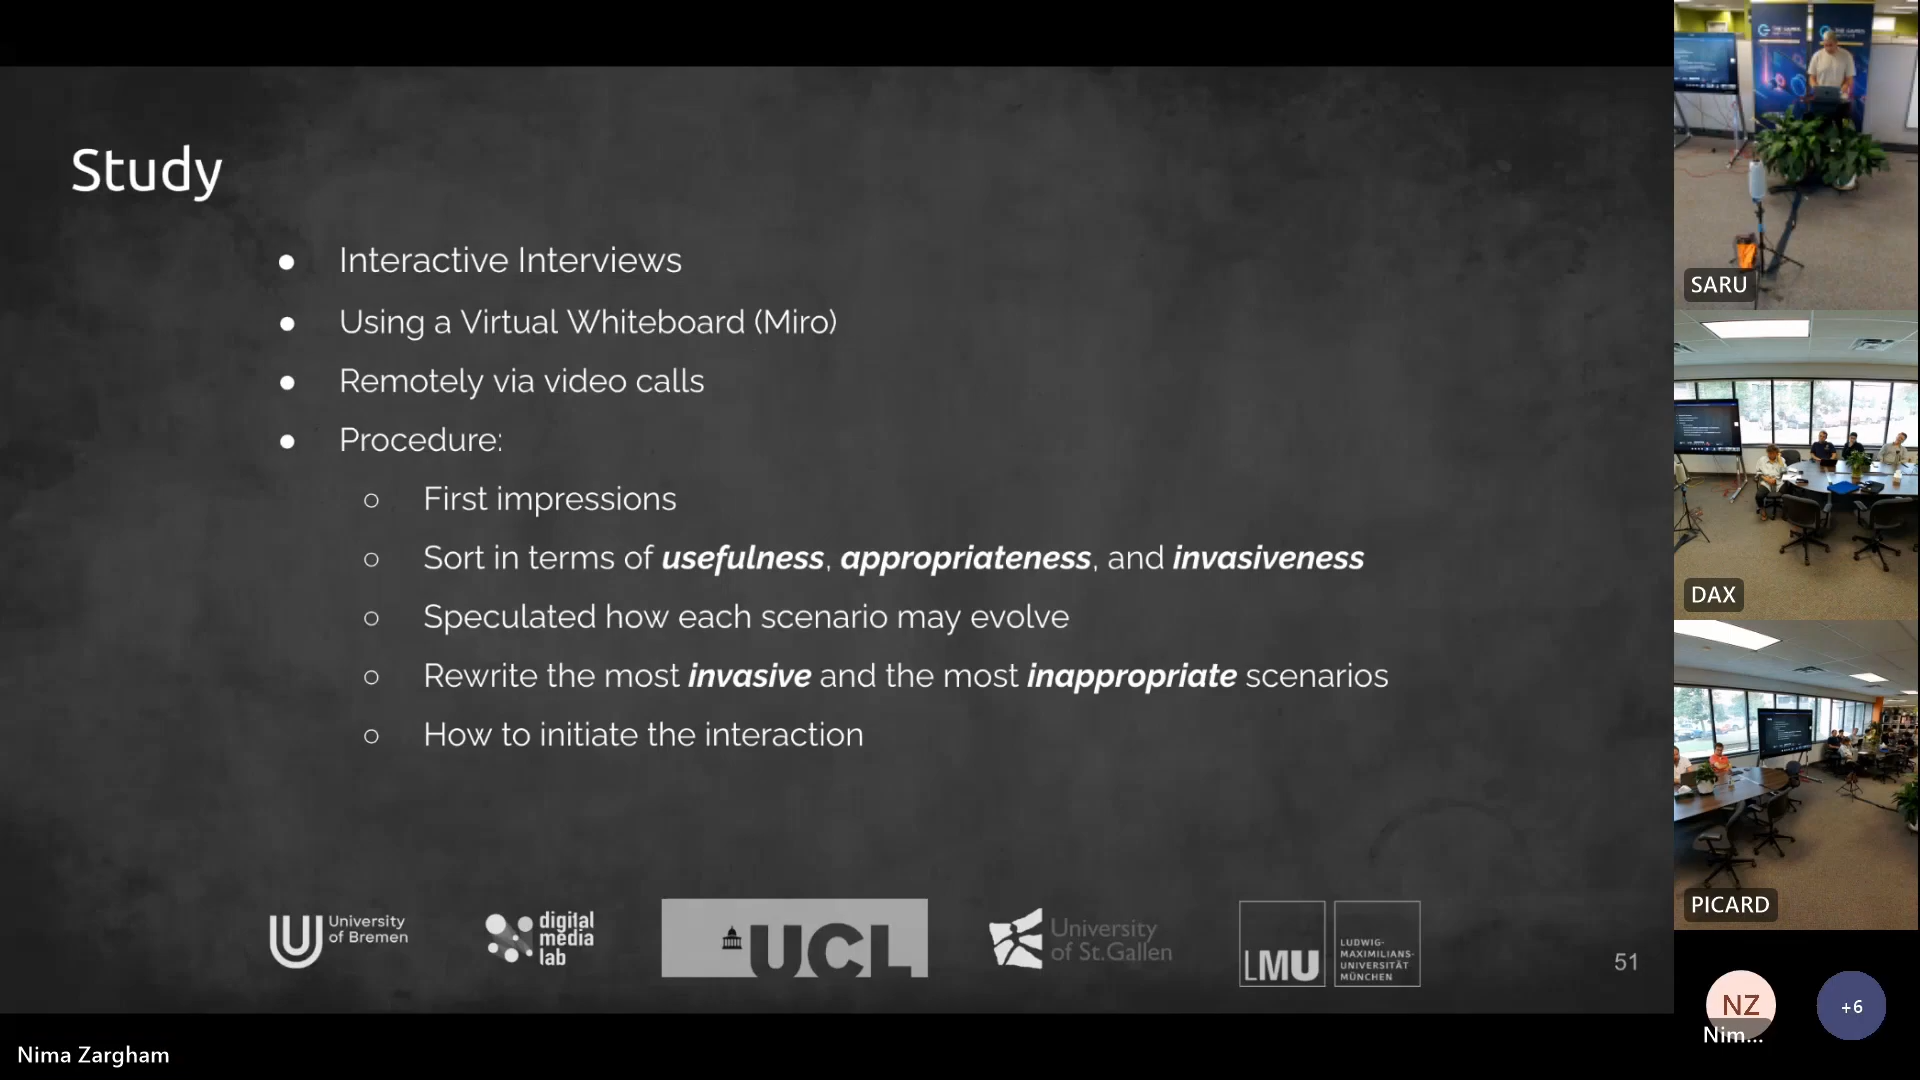 Study
● Interactive Interviews
● Using a Virtual Whiteboard (Miro)
● Remotely via video calls
● Procedure:
○ First impressions
○ Sort in terms of usefulness, appropriateness, and invasiveness
○ Speculated how each scenario may evolve
○ Rewrite the most invasive and the most inappropriate scenarios
○ How to initiate the interaction
University
of Bremen
digital
media
lab
UCL
University
of St.Gallen
LMU
LUDWIG-
MAXIMILIANS-
UNIVERSITÄT
MÜNCHEN
51
Nima Zargham
THE GAMES
INSTITUTE
SARU
DAX
PICARD
NZ
Nim...
+6